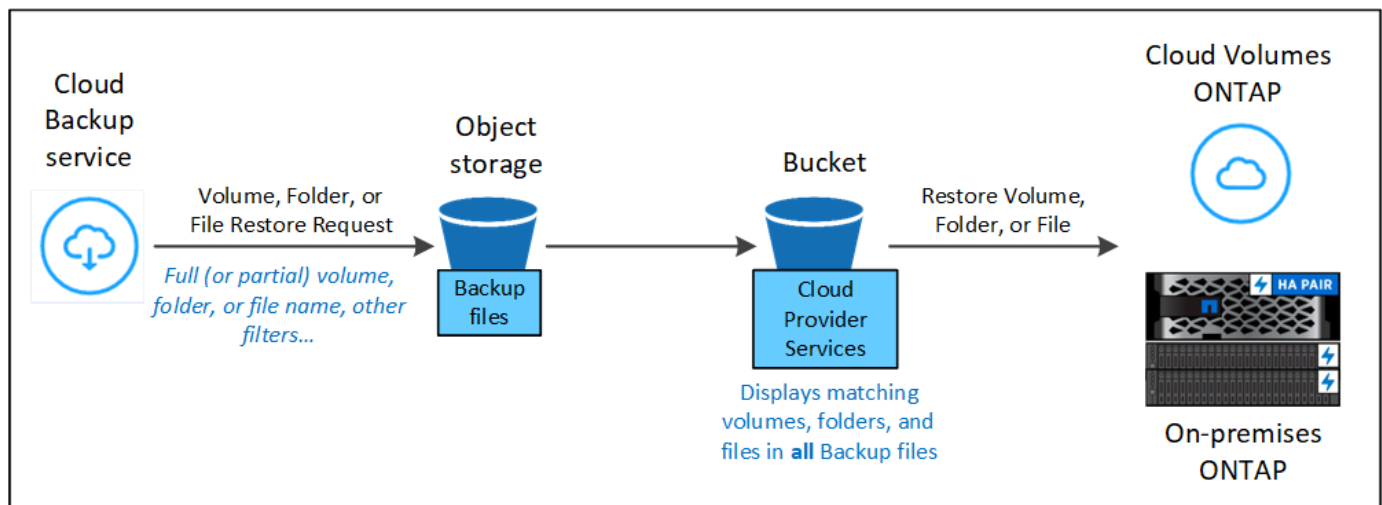 Cloud
Backup
service
Volume, Folder, or
File Restore Request
Full (or partial) volume,
folder, or file name, other
filters...
Object
storage
Backup
files
Bucket
Cloud
Provider
Services
Displays matching
volumes, folders, and
files in all Backup files
Restore Volume,
Folder, or File
Cloud Volumes
ONTAP
HA PAIR
On-premises
ONTAP